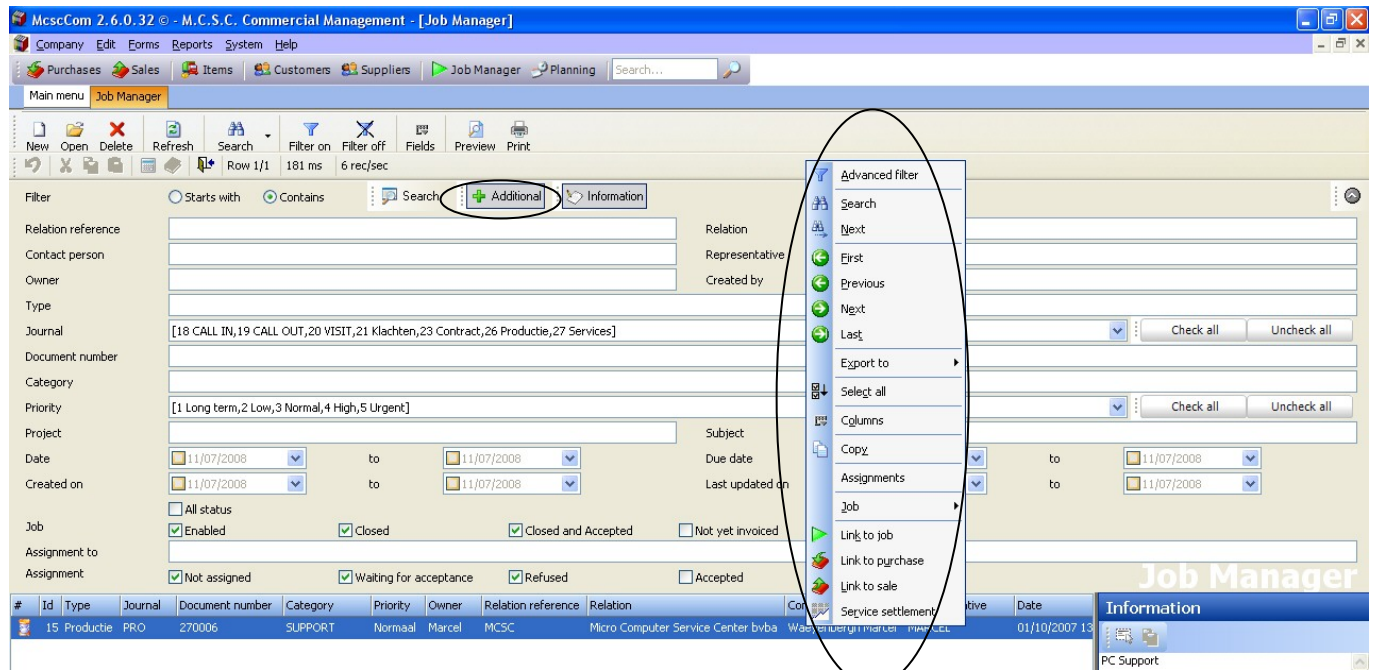 McscCom 2.6.0.32 © - M.C.S.C. Commercial Management - [Job Manager]
Company Edit Forms Reports System Help
Purchases Sales Items Customers Suppliers Job Manager Planning Search...
Main menu Job Manager
New Open Delete Refresh Search Filter on Filter off Fields Preview Print
Row 1/1 181 ms 6 rec/sec
Filter Starts with Contains Search Additional Information
Relation reference Relation
Contact person Representative
Owner Created by
Type
Journal [18 CALL IN,19 CALL OUT,20 VISIT,21 Klachten,23 Contract,26 Productie,27 Services] Check all Uncheck all
Document number
Category
Priority [1 Long term,2 Low,3 Normal,4 High,5 Urgent] Check all Uncheck all
Project Subject
Date 11/07/2008 to 11/07/2008 Due date to 11/07/2008
Created on 11/07/2008 to 11/07/2008 Last updated on to 11/07/2008
All status
Job Enabled Closed Closed and Accepted Not yet invoiced
Assignment to
Assignment Not assigned Waiting for acceptance Refused Accepted
Job Manager
Advanced filter
Search
Next
First
Previous
Next
Last
Export to
Select all
Columns
Copy
Assignments
Job
Link to job
Link to purchase
Link to sale
Service settlement
# Id Type Journal Document number Category Priority Owner Relation reference Relation Date
15 Productie PRO 270006 SUPPORT Normaal Marcel MCSC Micro Computer Service Center bvba Waeyenbergh Marcel MARCEL 01/10/2007 13
Information
PC Support